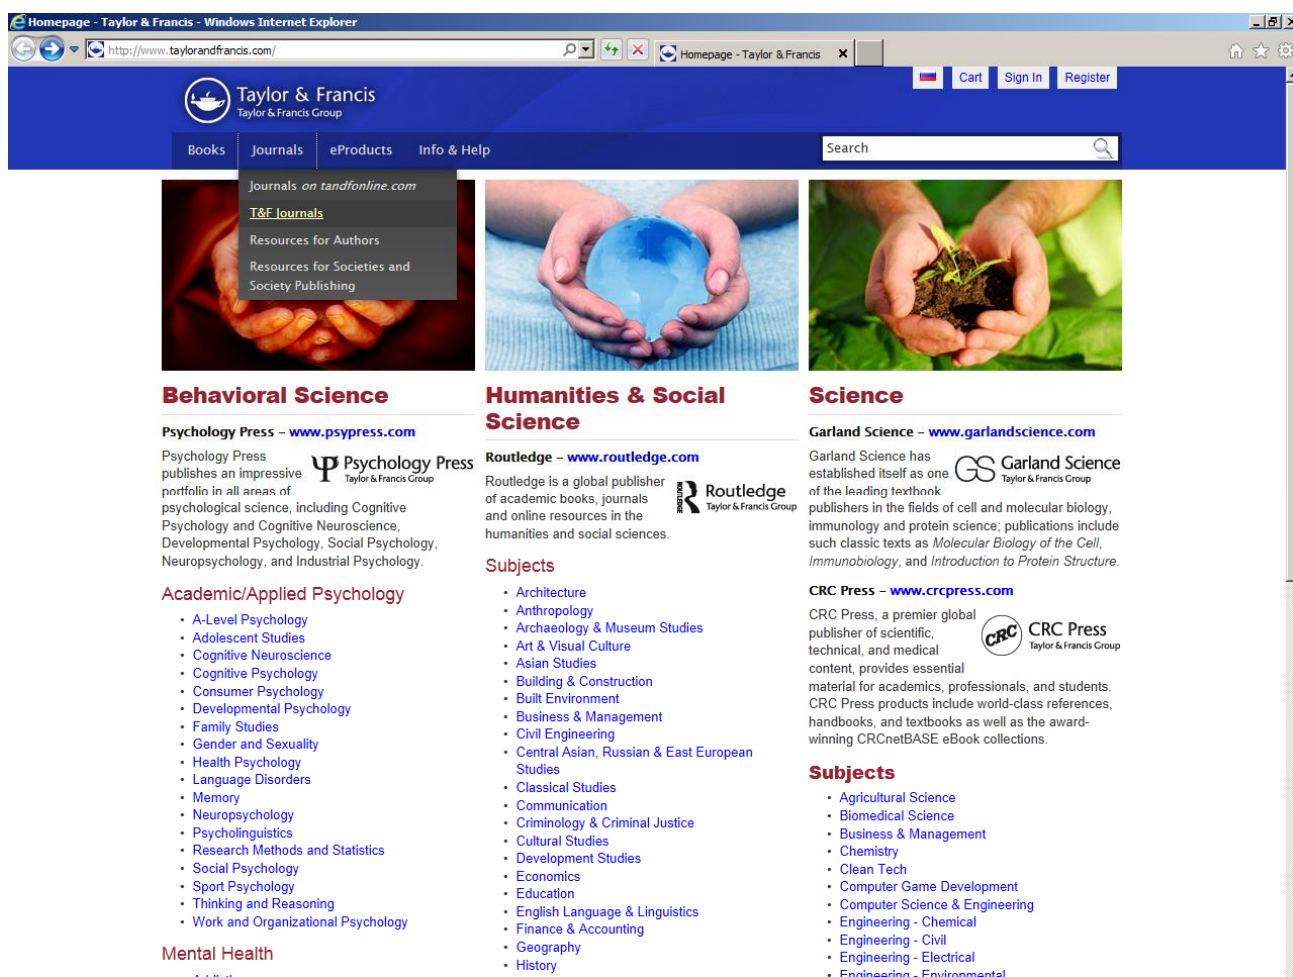 Homepage - Taylor & Francis - Windows Internet Explorer
http://www.taylorandfrancis.com/
Homepage - Taylor & Francis
Cart
Sign In
Register
Taylor & Francis
Taylor & Francis Group
Books
Journals
eProducts
Info & Help
Search
Journals on tandfonline.com
T&F Journals
Resources for Authors
Resources for Societies and
Society Publishing
Behavioral Science
Psychology Press – www.psypress.com
Psychology Press
publishes an impressive
portfolio in all areas of
psychological science, including Cognitive
Psychology and Cognitive Neuroscience,
Developmental Psychology, Social Psychology,
Neuropsychology, and Industrial Psychology.
Psychology Press
Taylor & Francis Group
Academic/Applied Psychology
• A-Level Psychology
• Adolescent Studies
• Cognitive Neuroscience
• Cognitive Psychology
• Consumer Psychology
• Developmental Psychology
• Family Studies
• Gender and Sexuality
• Health Psychology
• Language Disorders
• Memory
• Neuropsychology
• Psycholinguistics
• Research Methods and Statistics
• Social Psychology
• Sport Psychology
• Thinking and Reasoning
• Work and Organizational Psychology
Mental Health
Humanities & Social
Science
Routledge – www.routledge.com
Routledge is a global publisher
of academic books, journals
and online resources in the
humanities and social sciences.
ROUTLEDGE
Routledge
Taylor & Francis Group
Subjects
• Architecture
• Anthropology
• Archaeology & Museum Studies
• Art & Visual Culture
• Asian Studies
• Building & Construction
• Built Environment
• Business & Management
• Civil Engineering
• Central Asian, Russian & East European
Studies
• Classical Studies
• Communication
• Criminology & Criminal Justice
• Cultural Studies
• Development Studies
• Economics
• Education
• English Language & Linguistics
• Finance & Accounting
• Geography
• History
Science
Garland Science – www.garlandscience.com
Garland Science has
established itself as one
of the leading textbook
publishers in the fields of cell and molecular biology,
immunology and protein science; publications include
such classic texts as Molecular Biology of the Cell,
Immunobiology, and Introduction to Protein Structure.
GS Garland Science
Taylor & Francis Group
CRC Press – www.crcpress.com
CRC Press, a premier global
publisher of scientific,
technical, and medical
content, provides essential
material for academics, professionals, and students.
CRC Press products include world-class references,
handbooks, and textbooks as well as the award-
winning CRCnetBASE eBook collections.
CRC CRC Press
Taylor & Francis Group
Subjects
• Agricultural Science
• Biomedical Science
• Business & Management
• Chemistry
• Clean Tech
• Computer Game Development
• Computer Science & Engineering
• Engineering - Chemical
• Engineering - Civil
• Engineering - Electrical
• Engineering - Environmental